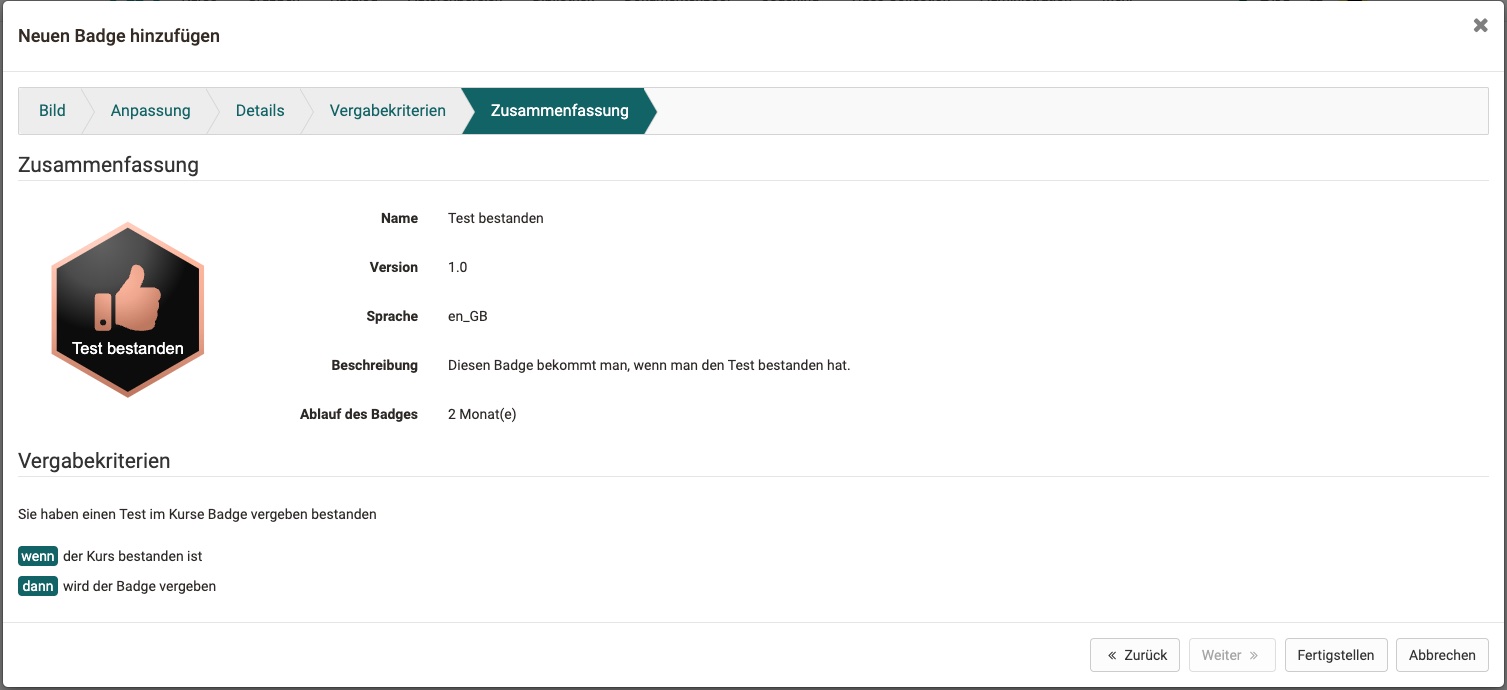 Neuen Badge hinzufügen
Bild
Anpassung
Details
Vergabekriterien
Zusammenfassung
Zusammenfassung
Test bestanden
Name Test bestanden
Version 1.0
Sprache en_GB
Beschreibung Diesen Badge bekommt man, wenn man den Test bestanden hat.
Ablauf des Badges 2 Monat(e)
Vergabekriterien
Sie haben einen Test im Kurse Badge vergeben bestanden
wenn der Kurs bestanden ist
dann wird der Badge vergeben
« Zurück
Weiter »
Fertigstellen
Abbrechen